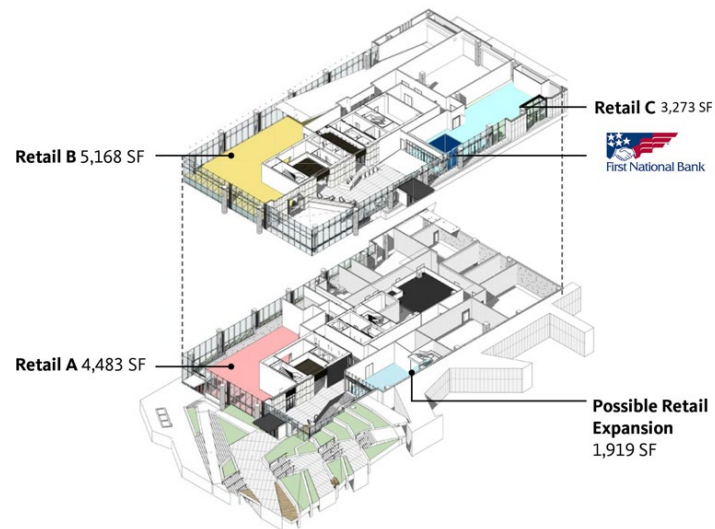 Retail C 3,273 SF
Retail B 5,168 SF
First National Bank
Retail A 4,483 SF
Possible Retail
Expansion
1,919 SF